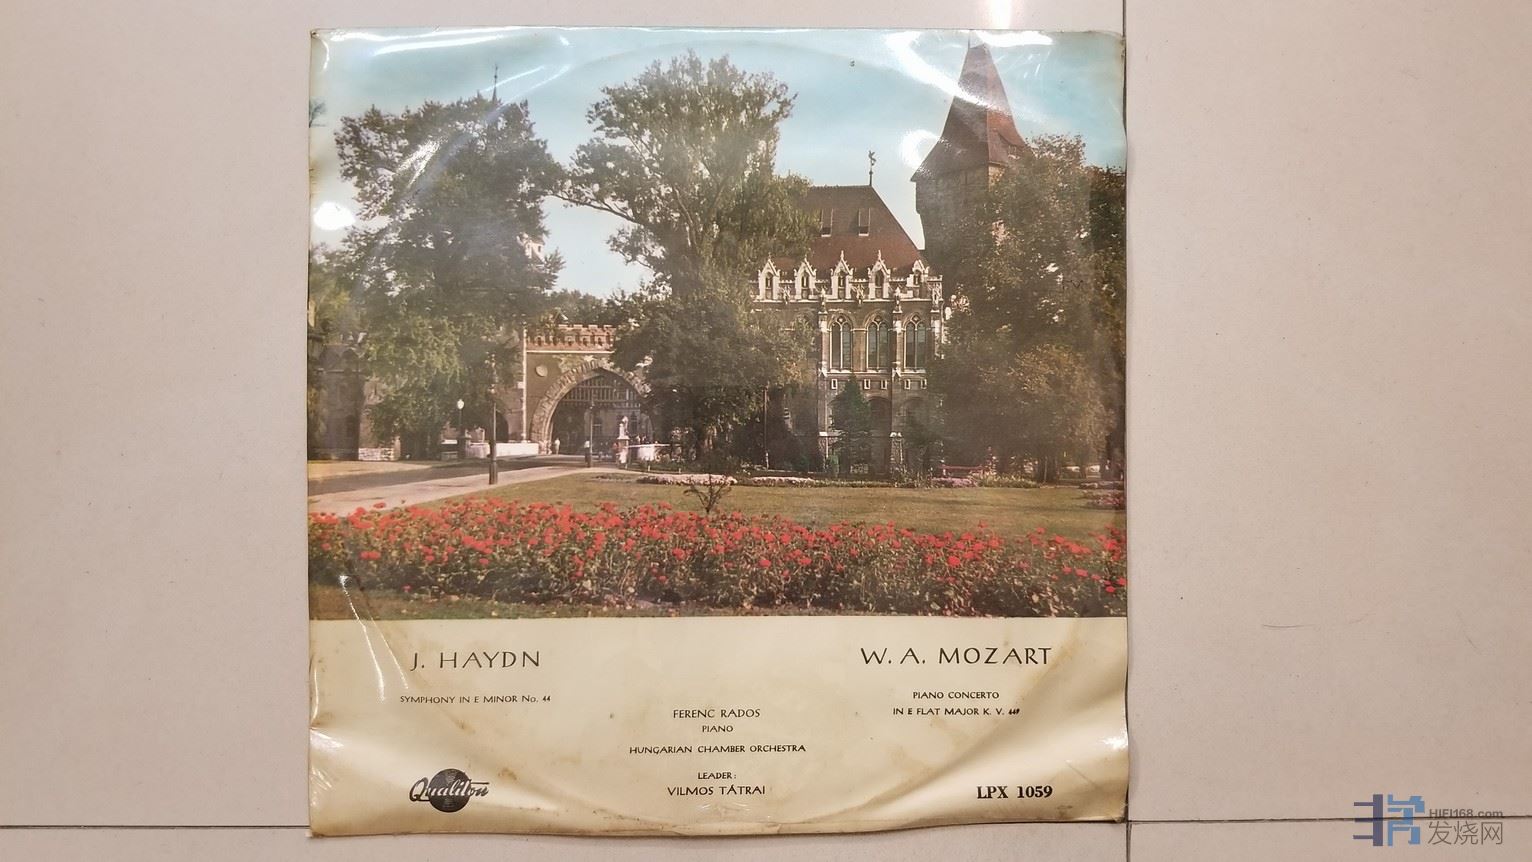 J. HAYDN
SYMPHONY IN E MINOR No. 44
W. A. MOZART
PIANO CONCERTO
IN E FLAT MAJOR K. V. 449
FERENC RADOS
PIANO
HUNGARIAN CHAMBER ORCHESTRA
LEADER:
VILMOS TÁTRAI
Qualiton
LPX 1059
HIFI168.com
发烧网